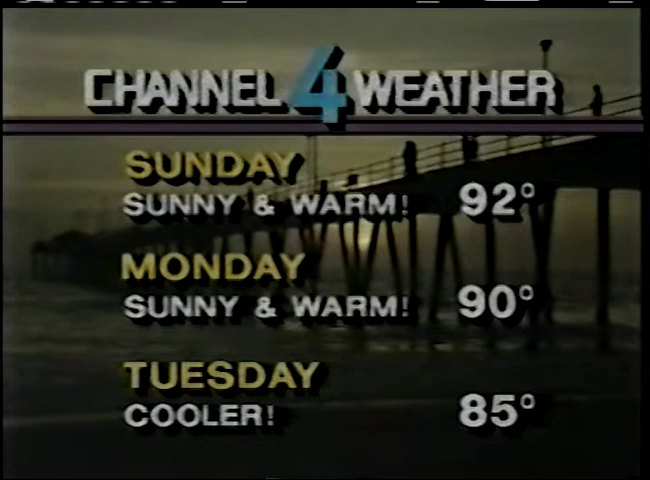 CHANNEL 4 WEATHER
SUNDAY
SUNNY & WARM! 92°
MONDAY
SUNNY & WARM! 90°
TUESDAY
COOLER! 85°